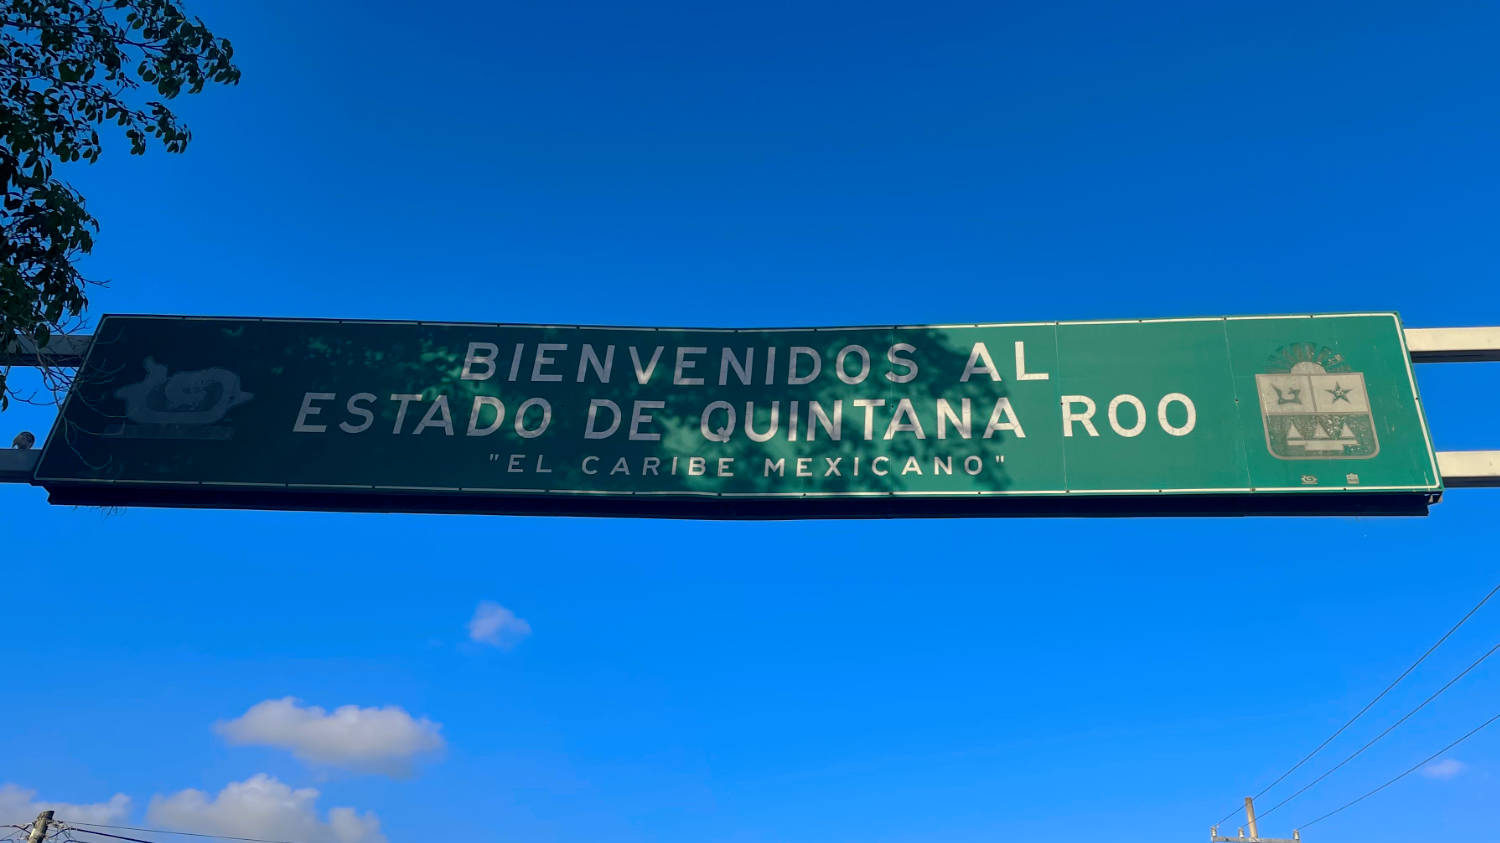 BIENVENIDOS AL
ESTADO DE QUINTANA ROO
"EL CARIBE MEXICANO"